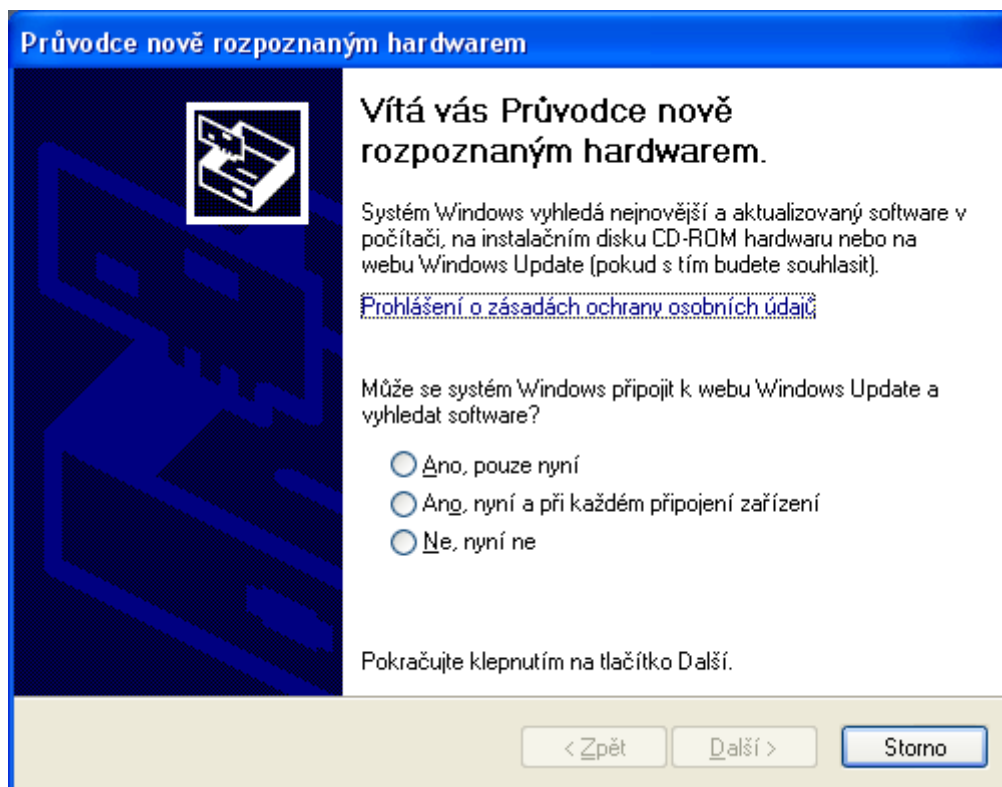 Průvodce nově rozpoznaným hardwarem
Vítá vás Průvodce nově
rozpoznaným hardwarem.
Systém Windows vyhledá nejnovější a aktualizovaný software v
počítači, na instalačním disku CD-ROM hardwaru nebo na
webu Windows Update (pokud s tím budete souhlasit).
Prohlášení o zásadách ochrany osobních údajů
Může se systém Windows připojit k webu Windows Update a
vyhledat software?
Ano, pouze nyní
Ano, nyní a při každém připojení zařízení
Ne, nyní ne
Pokračujte klepnutím na tlačítko Další.
< Zpět Další > Storno